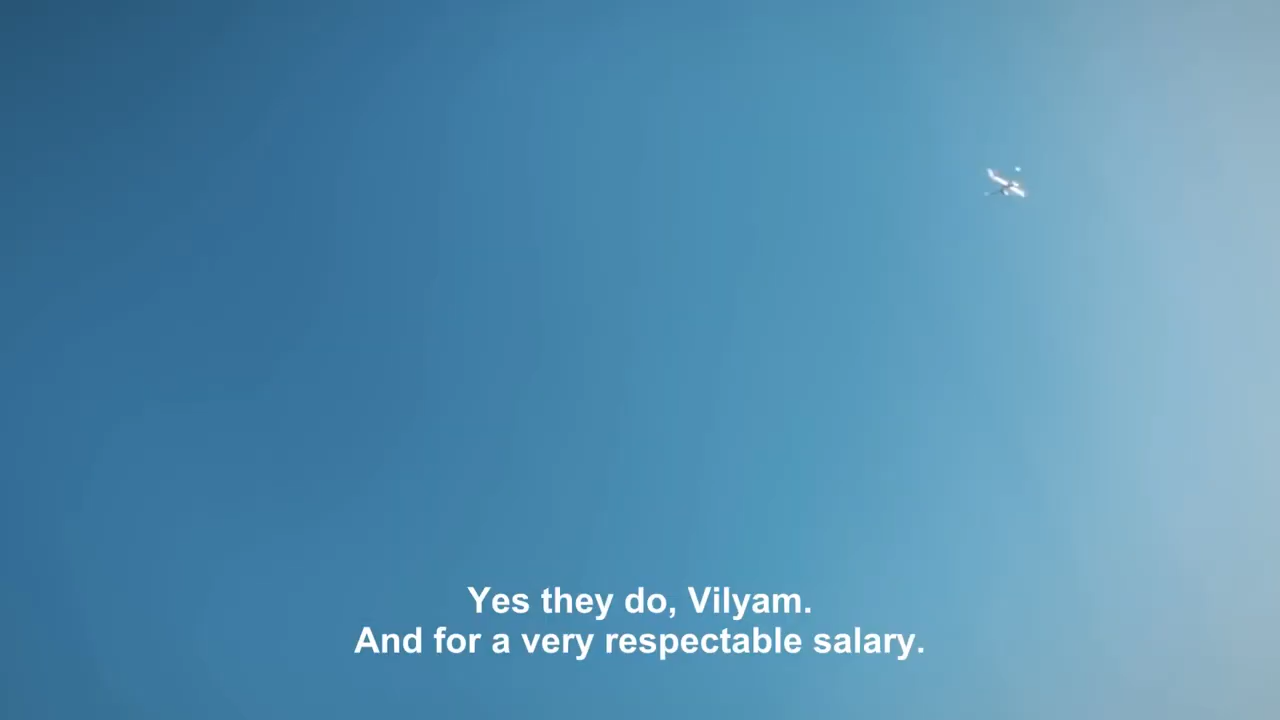 Yes they do, Vilyam.
And for a very respectable salary.